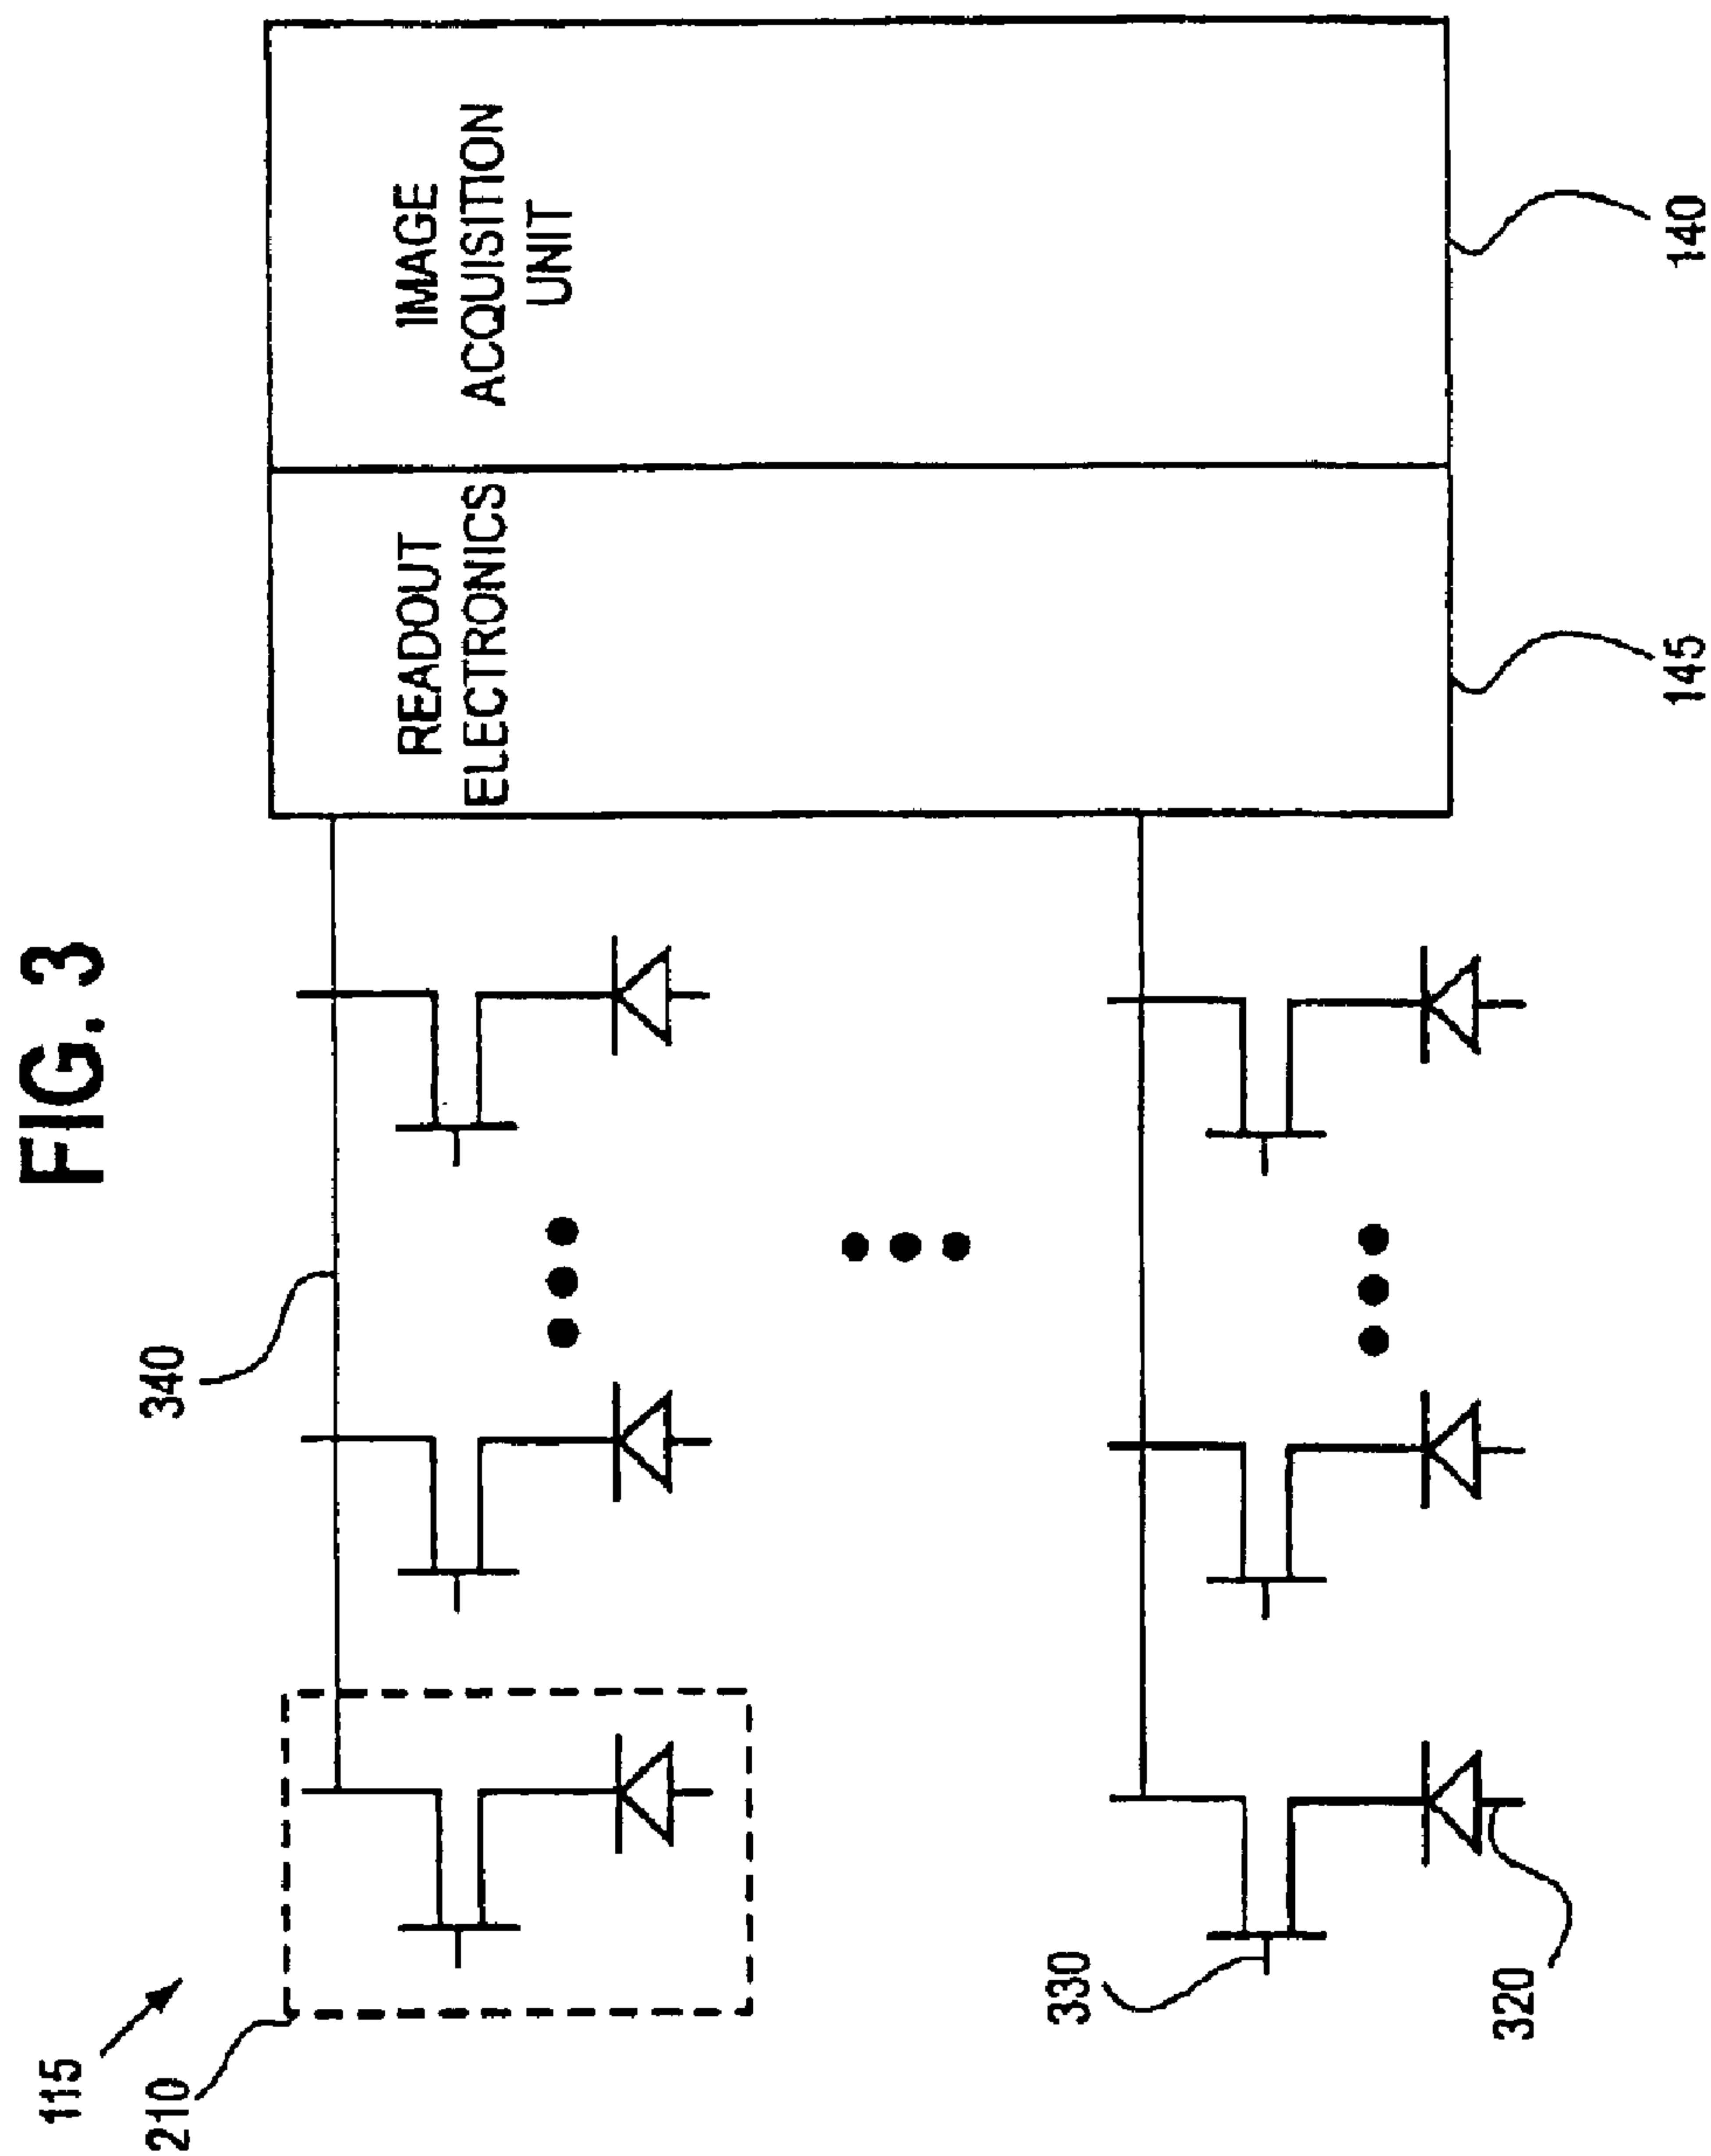 FIG. 3
115
210
340
READOUT
ELECTRONICS
IMAGE
ACQUISITION
UNIT
330
320
145
140